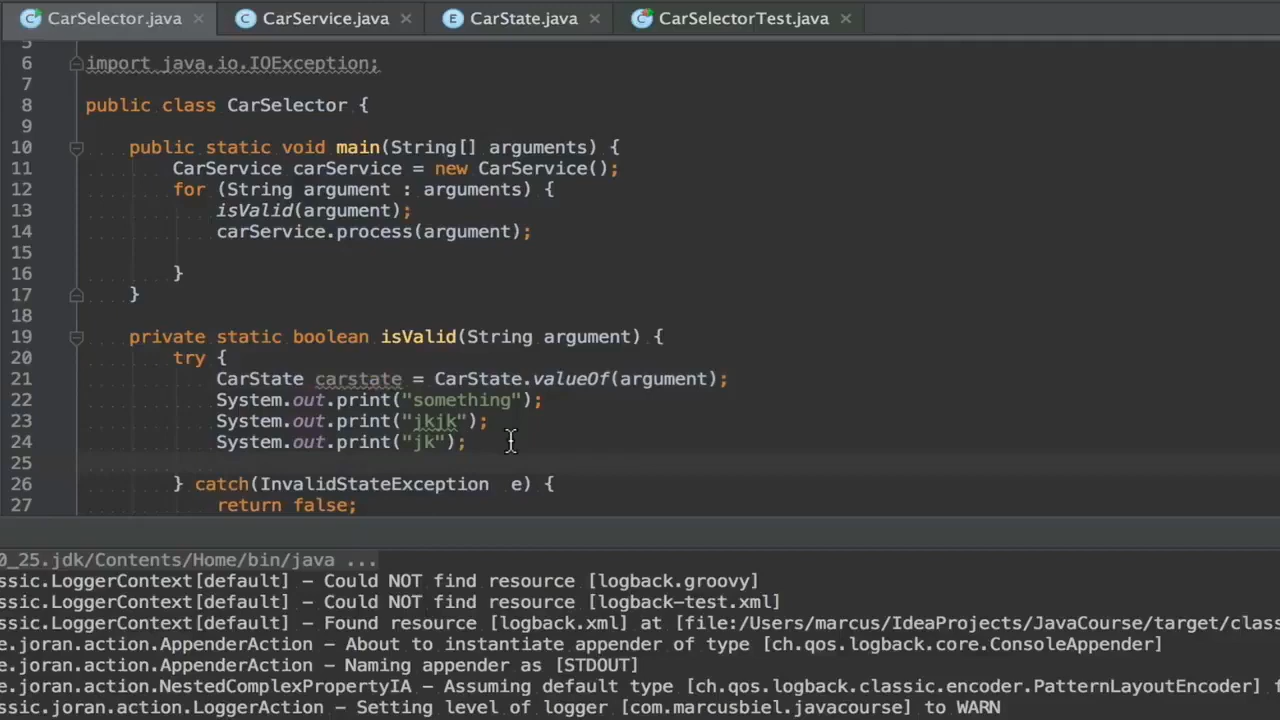 CarSelector.java × CarService.java × CarState.java × CarSelectorTest.java ×
5
6 import java.io.IOException;
7
8 public class CarSelector {
9
10 public static void main(String[] arguments) {
11 CarService carService = new CarService();
12 for (String argument : arguments) {
13 isValid(argument);
14 carService.process(argument);
15
16 }
17 }
18
19 private static boolean isValid(String argument) {
20 try {
21 CarState carstate = CarState.valueOf(argument);
22 System.out.print("something");
23 System.out.print("jkjk");
24 System.out.print("jk");
25
26 } catch(InvalidStateException e) {
27 return false;
0_25.jdk/Contents/Home/bin/java ...
ssic.LoggerContext[default] - Could NOT find resource [logback.groovy]
ssic.LoggerContext[default] - Could NOT find resource [logback-test.xml]
ssic.LoggerContext[default] - Found resource [logback.xml] at [file:/Users/marcus/IdeaProjects/JavaCourse/target/class
e.joran.action.AppenderAction - About to instantiate appender of type [ch.qos.logback.core.ConsoleAppender]
e.joran.action.AppenderAction - Naming appender as [STDOUT]
e.joran.action.NestedComplexPropertyIA - Assuming default type [ch.qos.logback.classic.encoder.PatternLayoutEncoder] f
ssic.joran.action.LoggerAction - Setting level of logger [com.marcusbiel.javacourse] to WARN